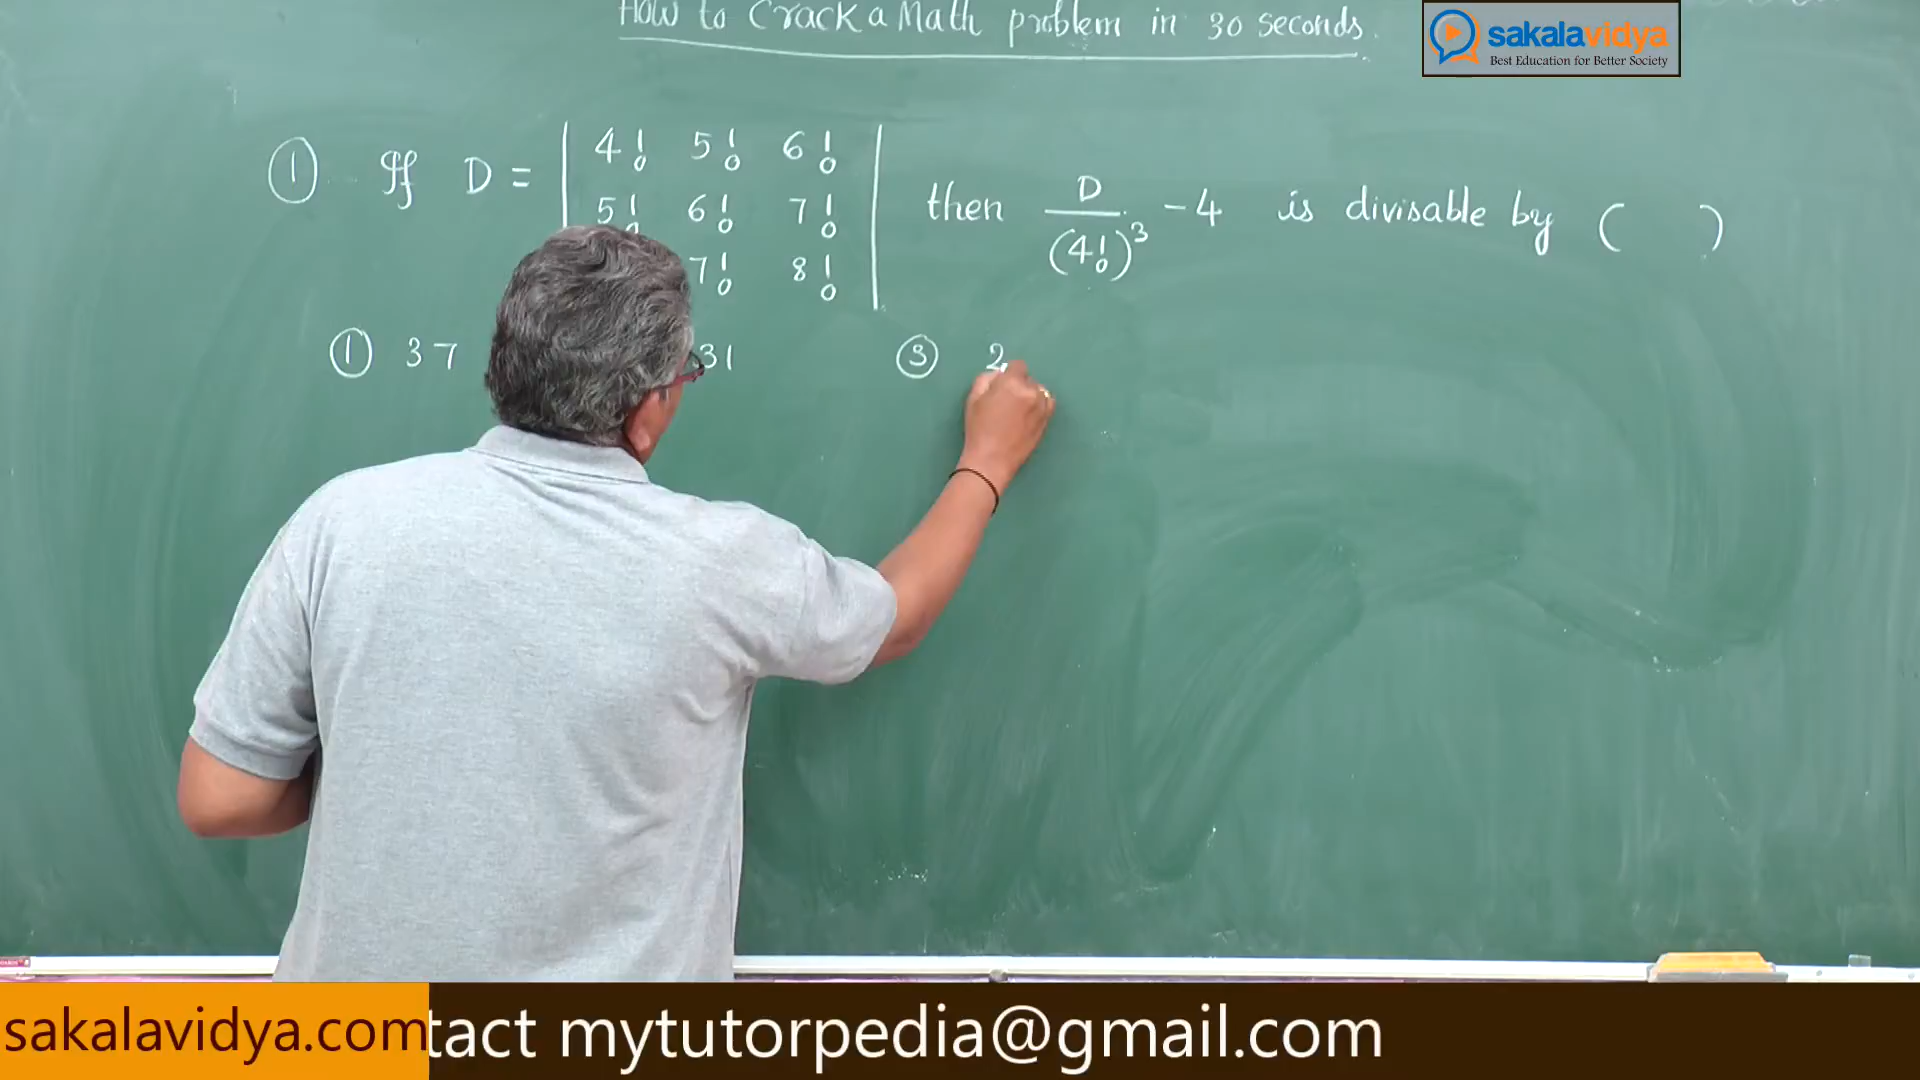 How to Crack a Math problem in 30 seconds.
sakalavidya
Best Education for Better Society
① If D = | 4! 5! 6! | then D/(4!)³ - 4 is divisable by ( )
5! 6! 7!
7! 8!
① 37 31 ③ 2
sakalavidya.com tact mytutorpedia@gmail.com